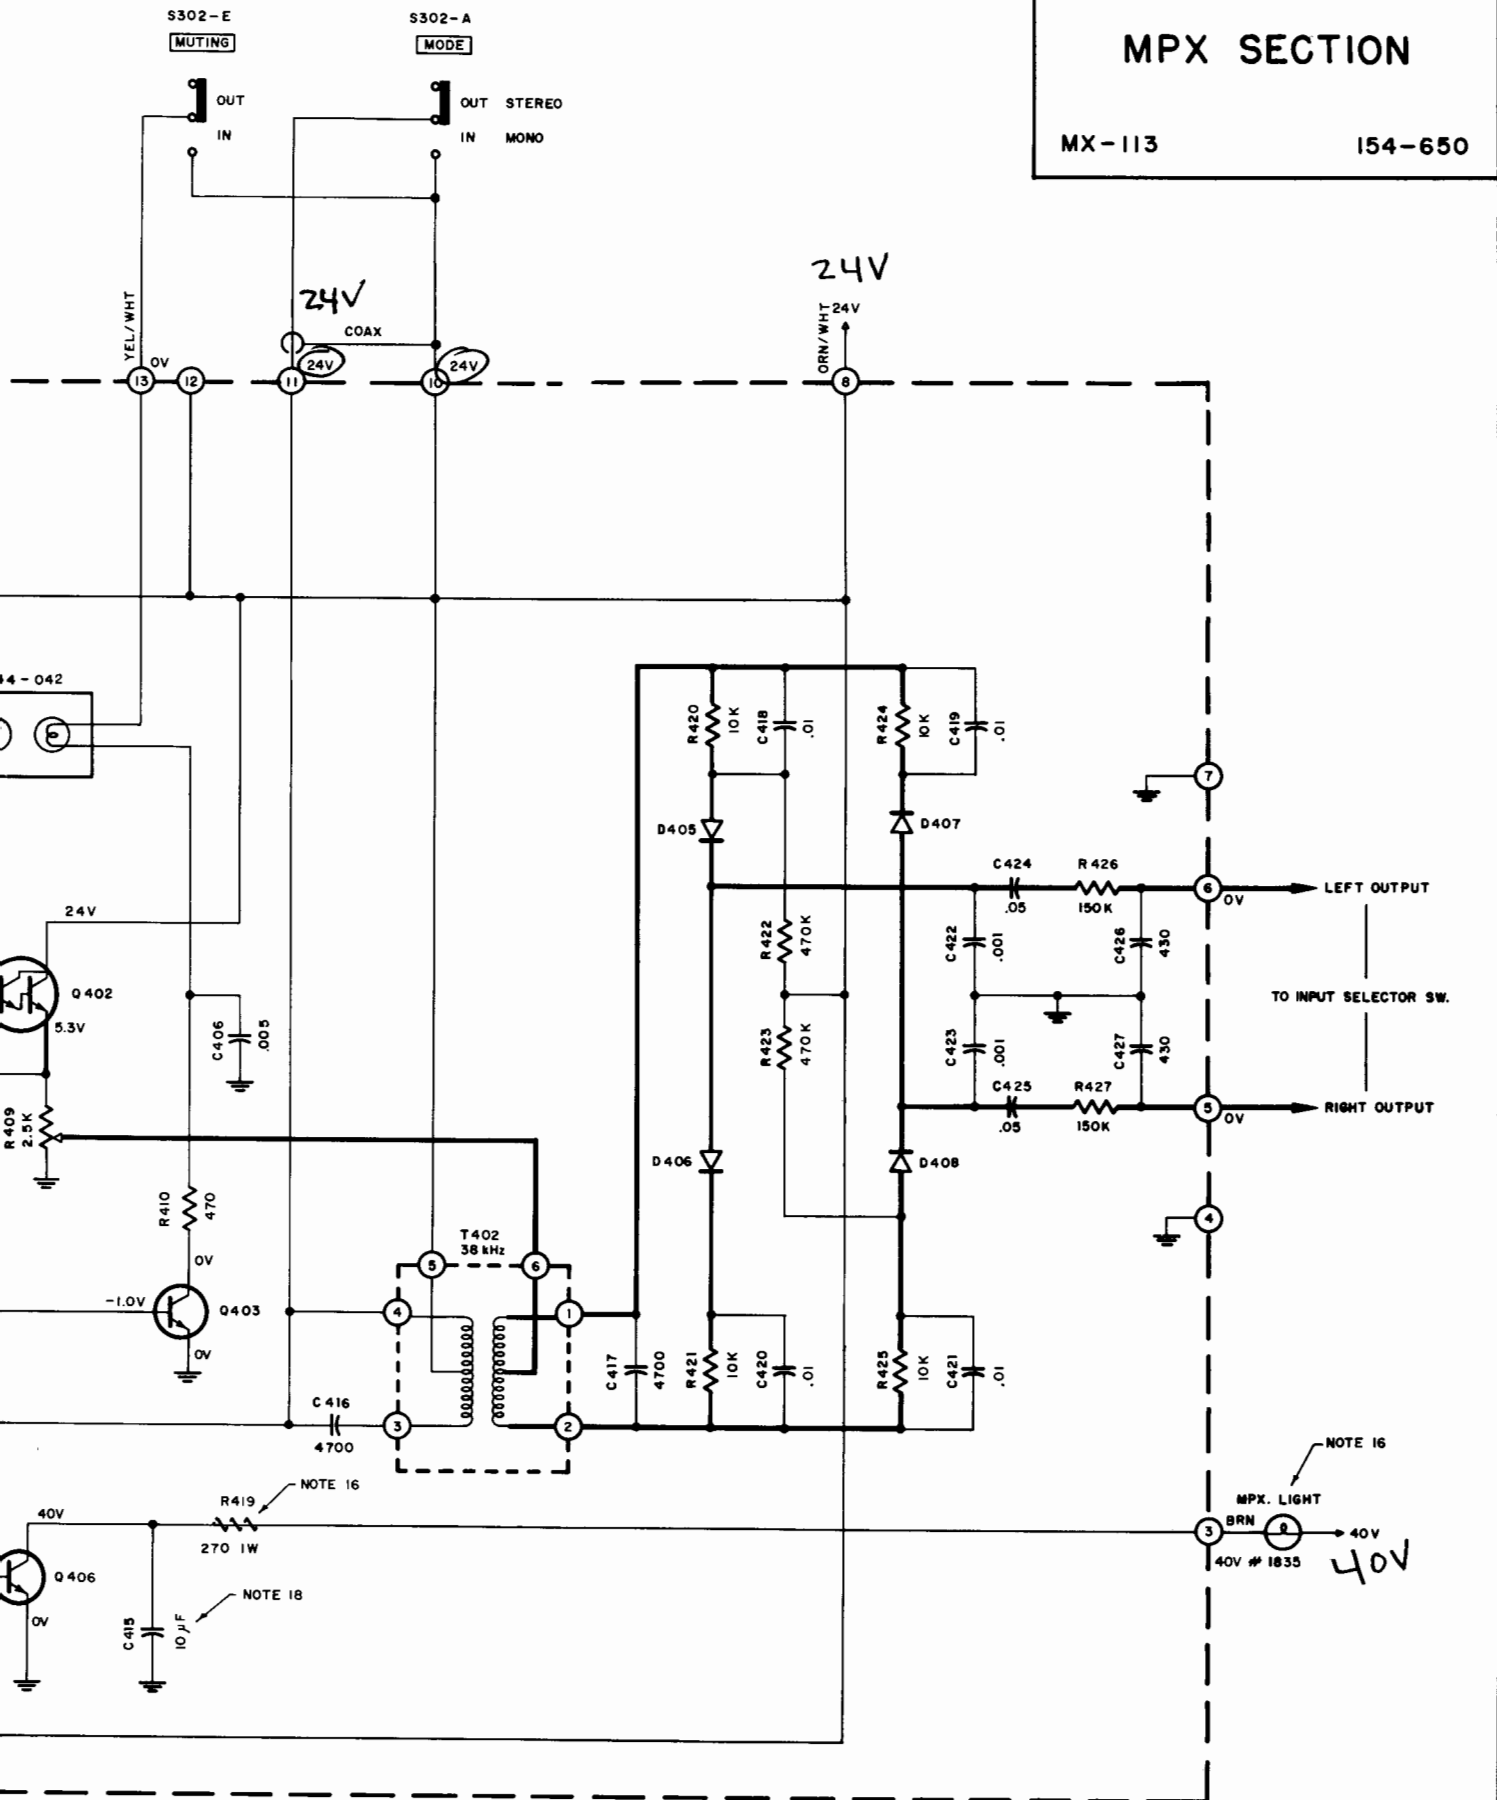 S302-E
MUTING
OUT
IN
S302-A
MODE
OUT STEREO
IN MONO
MPX SECTION
MX-113 154-650
24V
24V
YEL/WHT
COAX
ORN/WHT
24V
0V
24V
24V
13
12
11
10
8
44-042
R420
10K
C418
.01
R424
10K
C419
.01
7
D405
D407
C424
.05
R426
150K
6
0V
LEFT OUTPUT
24V
Q402
5.3V
R422
470K
C422
.001
C426
430
TO INPUT SELECTOR SW.
C406
.005
R423
470K
C423
.001
C427
430
C425
.05
R427
150K
5
0V
RIGHT OUTPUT
R409
2.5K
D406
D408
R410
470
4
T402
38 kHz
5
6
0V
-1.0V
Q403
0V
4
1
C417
4700
R421
10K
C420
.01
R425
10K
C421
.01
C416
4700
3
2
NOTE 16
NOTE 16
R419
270 1W
40V
MPX. LIGHT
3
BRN
40V
40V # 1835
40V
Q406
0V
NOTE 18
C415
10 µF